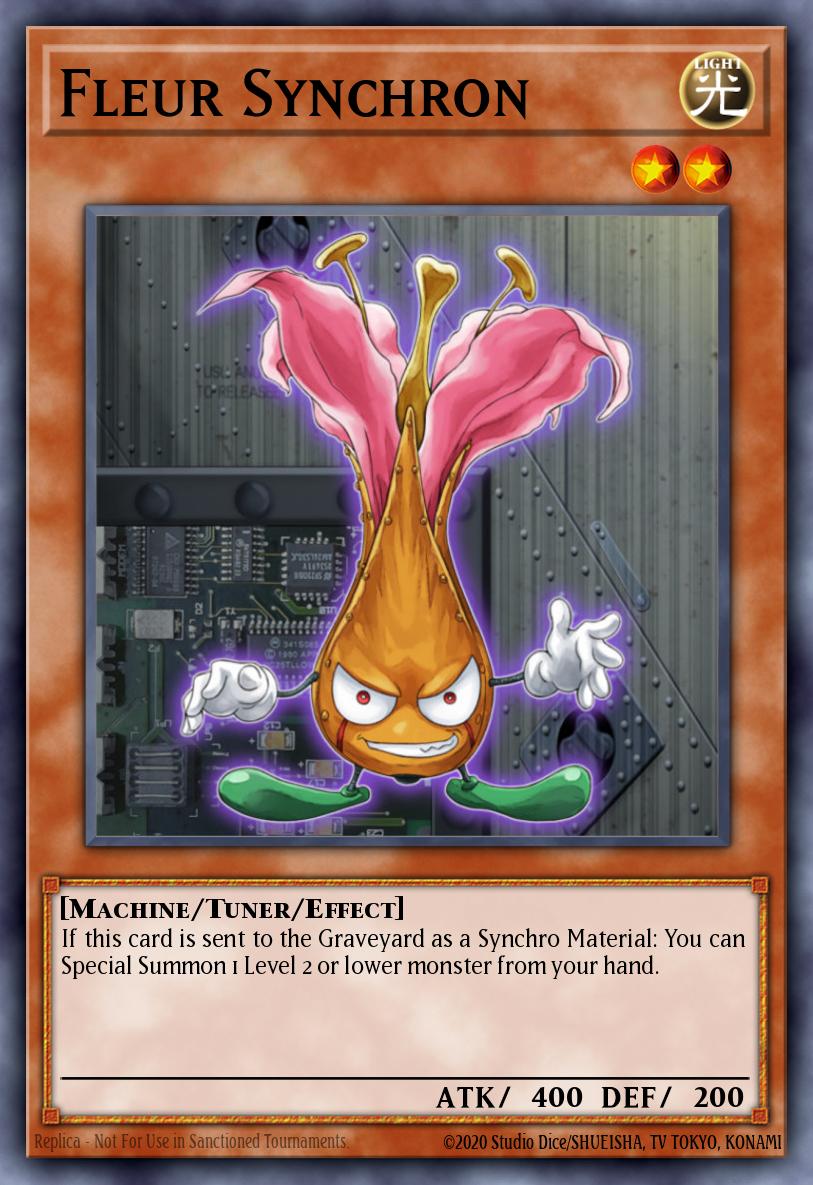 Fleur Synchron
LIGHT
光
[Machine/Tuner/Effect]
If this card is sent to the Graveyard as a Synchro Material: You can
Special Summon 1 Level 2 or lower monster from your hand.
ATK/ 400 DEF/ 200
Replica - Not For Use in Sanctioned Tournaments.
©2020 Studio Dice/SHUEISHA, TV TOKYO, KONAMI